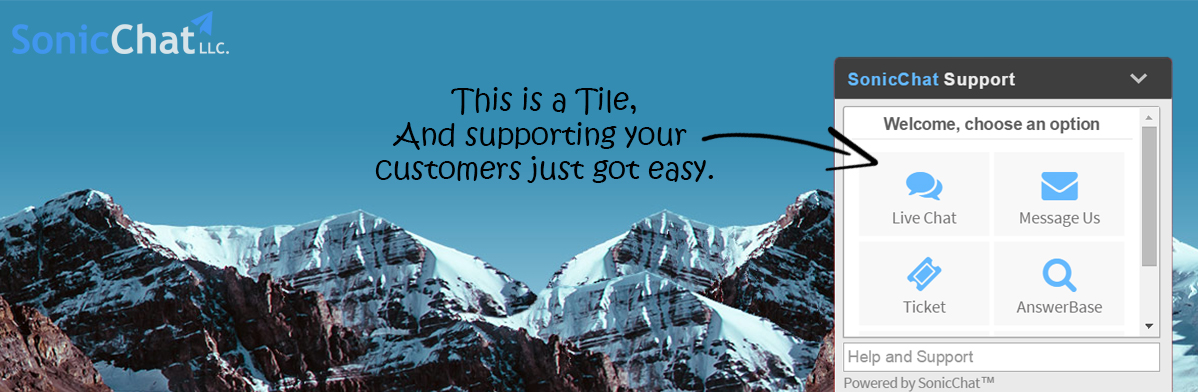 SonicChat LLC.
This is a Tile,
And supporting your
customers just got easy.
SonicChat Support
Welcome, choose an option
Live Chat
Message Us
Ticket
AnswerBase
Help and Support
Powered by SonicChat™